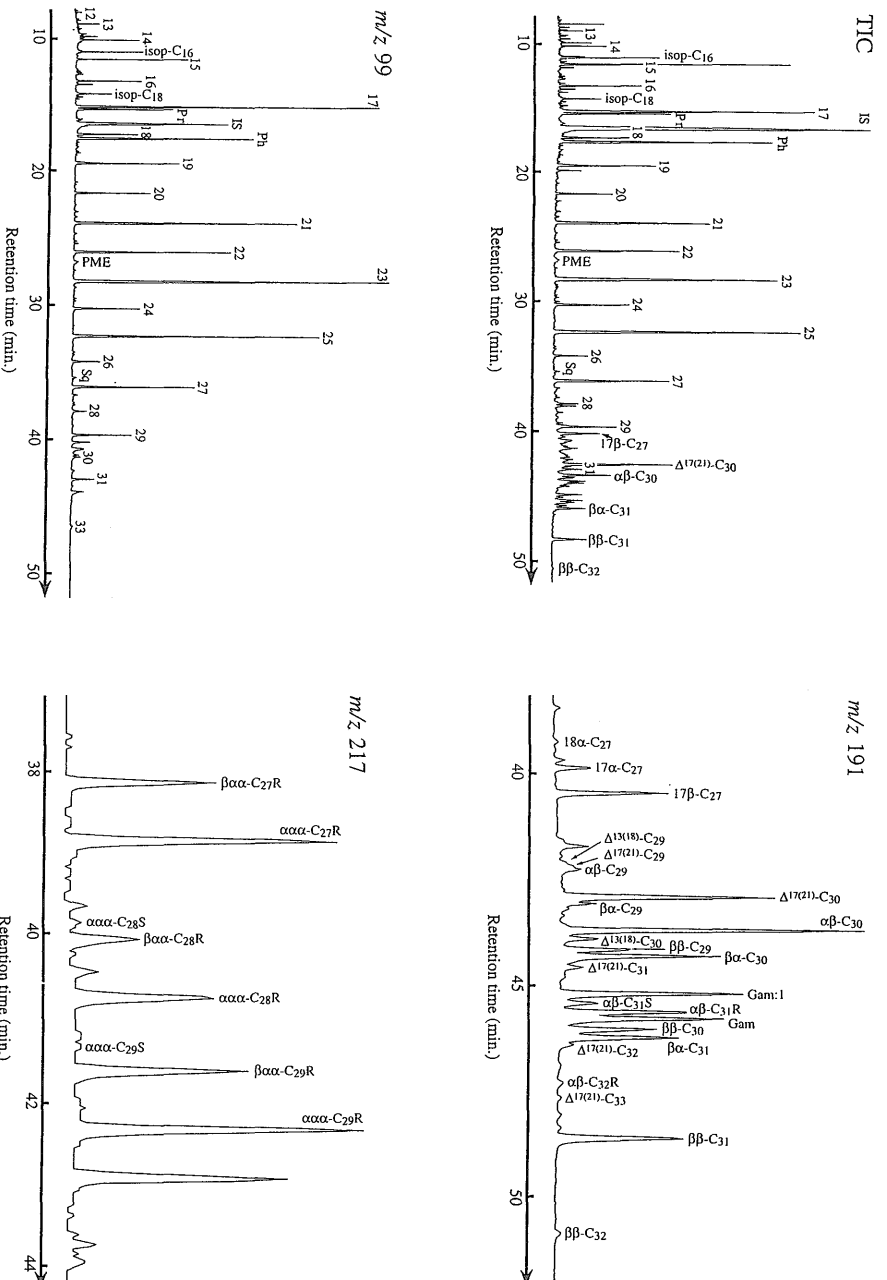 TIC
13
14
isop-C16
15
16
isop-C18
17
Pr
IS
18
Ph
19
20
21
22
PME
23
24
25
26
Sq
27
28
29
17β-C27
Δ17(21)-C30
31
αβ-C30
βα-C31
ββ-C31
ββ-C32
10
20
30
40
50
Retention time (min.)
m/z 99
12
13
14
isop-C16
15
16
isop-C18
17
Pr
IS
18
Ph
19
20
21
22
PME
23
24
25
26
Sq
27
28
29
30
31
33
10
20
30
40
50
Retention time (min.)
m/z 191
18α-C27
17α-C27
17β-C27
Δ13(18)-C29
Δ17(21)-C29
αβ-C29
Δ17(21)-C30
βα-C29
αβ-C30
Δ13(18)-C30
ββ-C29
βα-C30
Δ17(21)-C31
Gam:1
αβ-C31S
αβ-C31R
Gam
ββ-C30
βα-C31
Δ17(21)-C32
αβ-C32R
Δ17(21)-C33
ββ-C31
ββ-C32
40
45
50
Retention time (min.)
m/z 217
βαα-C27R
ααα-C27R
ααα-C28S
βαα-C28R
ααα-C28R
ααα-C29S
βαα-C29R
ααα-C29R
38
40
42
44
Retention time (min.)